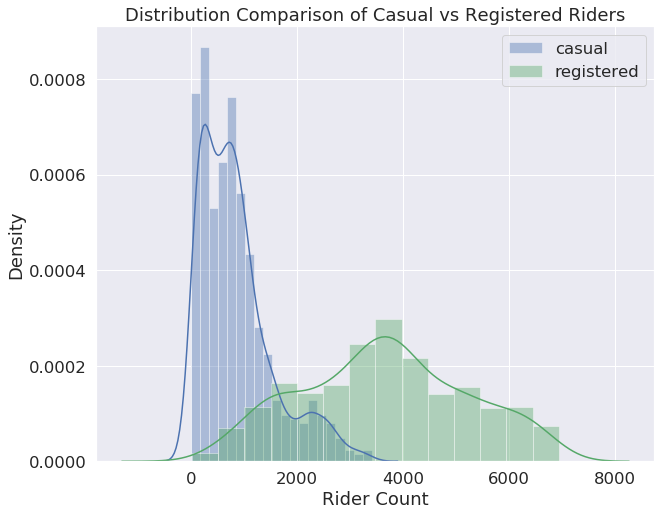 Distribution Comparison of Casual vs Registered Riders
casual
registered
0.0008
0.0006
0.0004
0.0002
0.0000
Density
0 2000 4000 6000 8000
Rider Count